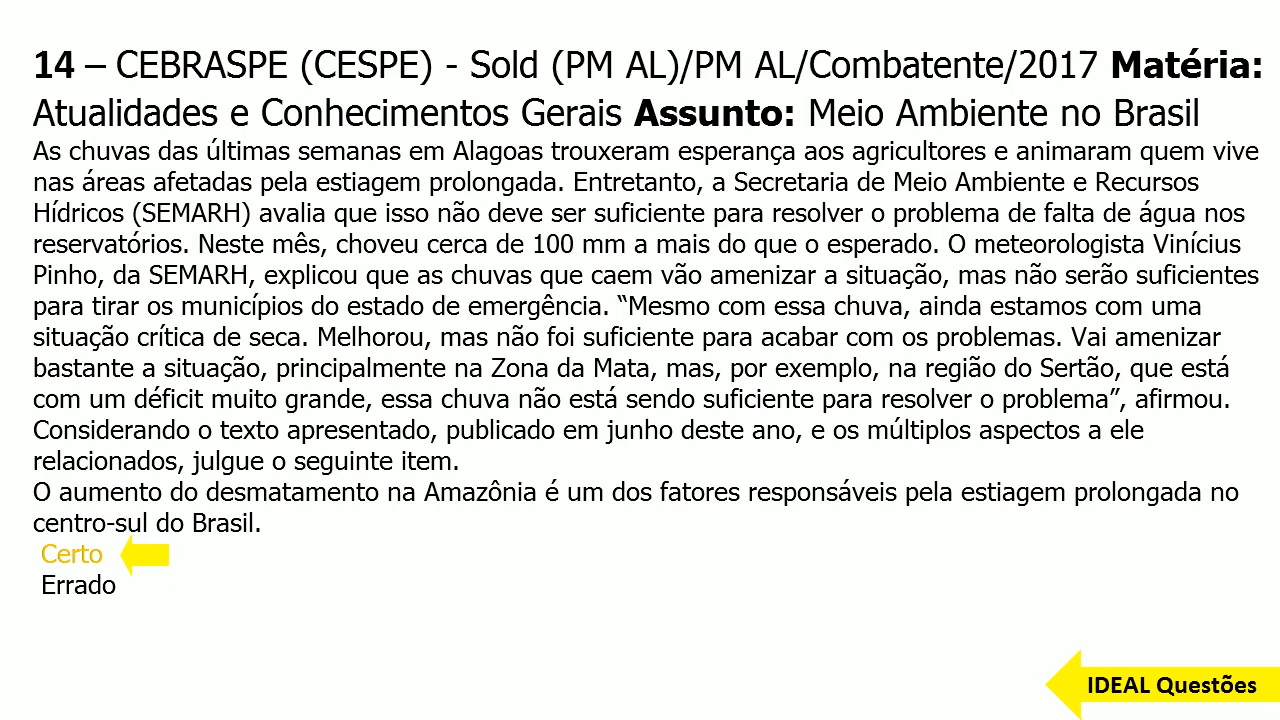 14 – CEBRASPE (CESPE) - Sold (PM AL)/PM AL/Combatente/2017 Matéria:
Atualidades e Conhecimentos Gerais Assunto: Meio Ambiente no Brasil
As chuvas das últimas semanas em Alagoas trouxeram esperança aos agricultores e animaram quem vive
nas áreas afetadas pela estiagem prolongada. Entretanto, a Secretaria de Meio Ambiente e Recursos
Hídricos (SEMARH) avalia que isso não deve ser suficiente para resolver o problema de falta de água nos
reservatórios. Neste mês, choveu cerca de 100 mm a mais do que o esperado. O meteorologista Vinícius
Pinho, da SEMARH, explicou que as chuvas que caem vão amenizar a situação, mas não serão suficientes
para tirar os municípios do estado de emergência. “Mesmo com essa chuva, ainda estamos com uma
situação crítica de seca. Melhorou, mas não foi suficiente para acabar com os problemas. Vai amenizar
bastante a situação, principalmente na Zona da Mata, mas, por exemplo, na região do Sertão, que está
com um déficit muito grande, essa chuva não está sendo suficiente para resolver o problema”, afirmou.
Considerando o texto apresentado, publicado em junho deste ano, e os múltiplos aspectos a ele
relacionados, julgue o seguinte item.
O aumento do desmatamento na Amazônia é um dos fatores responsáveis pela estiagem prolongada no
centro-sul do Brasil.
Certo
Errado
IDEAL Questões